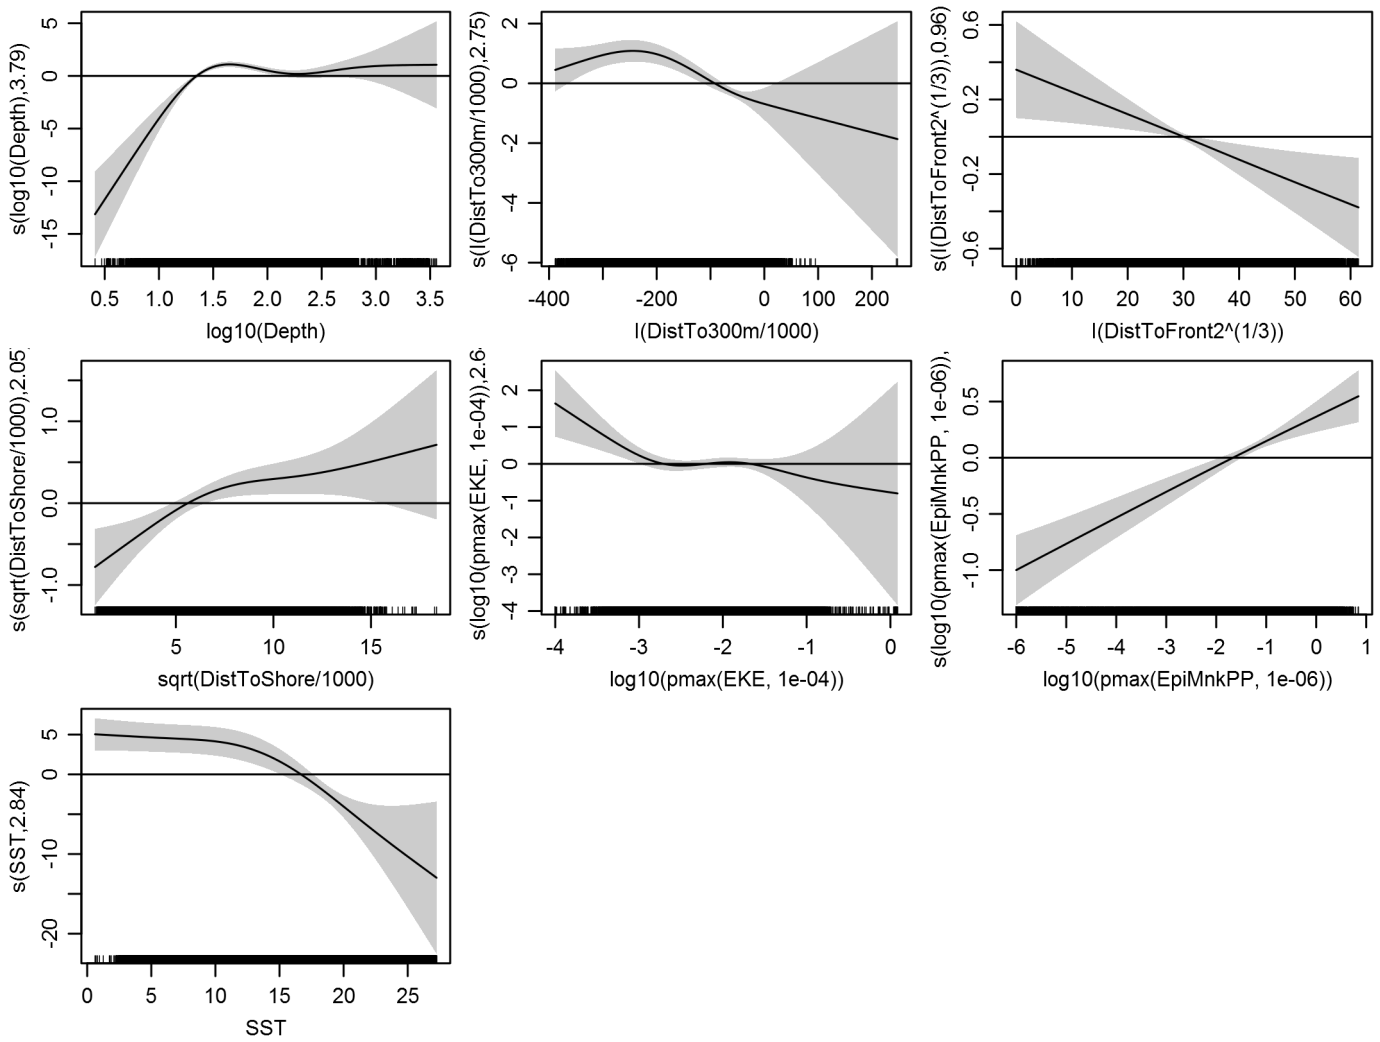 s(log10(Depth),3.79)
5
0
-5
-10
-15
0.5 1.0 1.5 2.0 2.5 3.0 3.5
log10(Depth)
s(I(DistTo300m/1000),2.75)
2
0
-2
-4
-6
-400 -200 0 100 200
I(DistTo300m/1000)
s(I(DistToFront2^(1/3)),0.96)
0.6
0.2
-0.2
-0.6
0 10 20 30 40 50 60
I(DistToFront2^(1/3))
s(sqrt(DistToShore/1000),2.05)
1.0
0.0
-1.0
5 10 15
sqrt(DistToShore/1000)
s(log10(pmax(EKE, 1e-04)),2.6
2
1
0
-1
-2
-3
-4
-4 -3 -2 -1 0
log10(pmax(EKE, 1e-04))
s(log10(pmax(EpiMnkPP, 1e-06)),
0.5
0.0
-0.5
-1.0
-6 -5 -4 -3 -2 -1 0 1
log10(pmax(EpiMnkPP, 1e-06))
s(SST,2.84)
5
0
-10
-20
0 5 10 15 20 25
SST